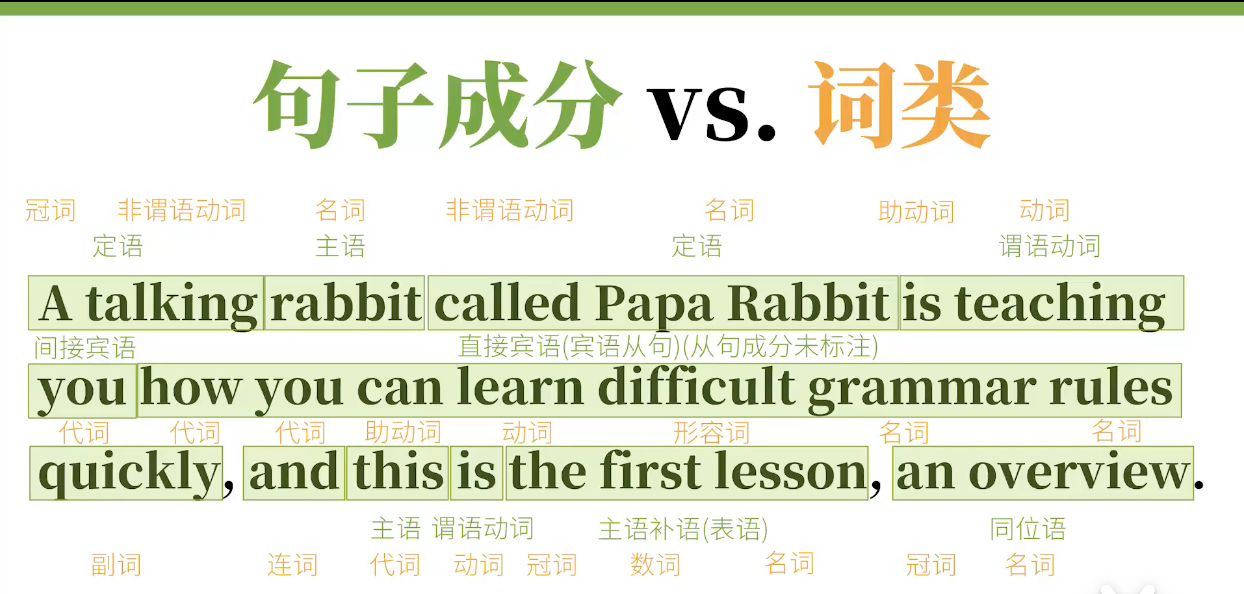 句子成分 vs. 词类
冠词 非谓语动词 名词 非谓语动词 名词 助动词 动词
定语 主语 定语 谓语动词
A talking rabbit called Papa Rabbit is teaching
间接宾语 直接宾语(宾语从句)(从句成分未标注)
you how you can learn difficult grammar rules
代词 代词 代词 助动词 动词 形容词 名词 名词
quickly, and this is the first lesson, an overview.
主语 谓语动词 主语补语(表语) 同位语
副词 连词 代词 动词 冠词 数词 名词 冠词 名词